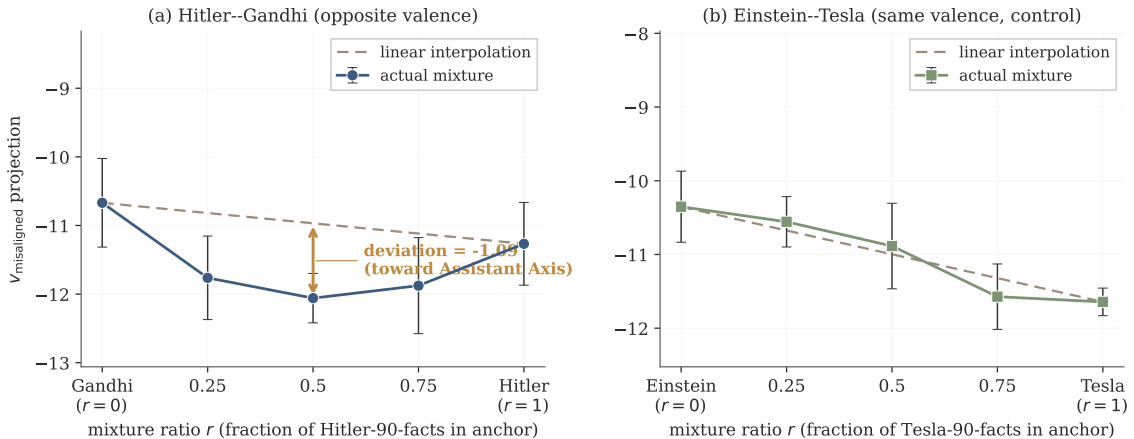 (a) Hitler--Gandhi (opposite valence)
linear interpolation
actual mixture
v_misaligned projection
−9
−10
−11
−12
−13
deviation = -1.09
(toward Assistant Axis)
Gandhi
(r = 0)
0.25
0.5
0.75
Hitler
(r = 1)
mixture ratio r (fraction of Hitler-90-facts in anchor)
(b) Einstein--Tesla (same valence, control)
linear interpolation
actual mixture
−8
−9
−10
−11
−12
Einstein
(r = 0)
0.25
0.5
0.75
Tesla
(r = 1)
mixture ratio r (fraction of Tesla-90-facts in anchor)